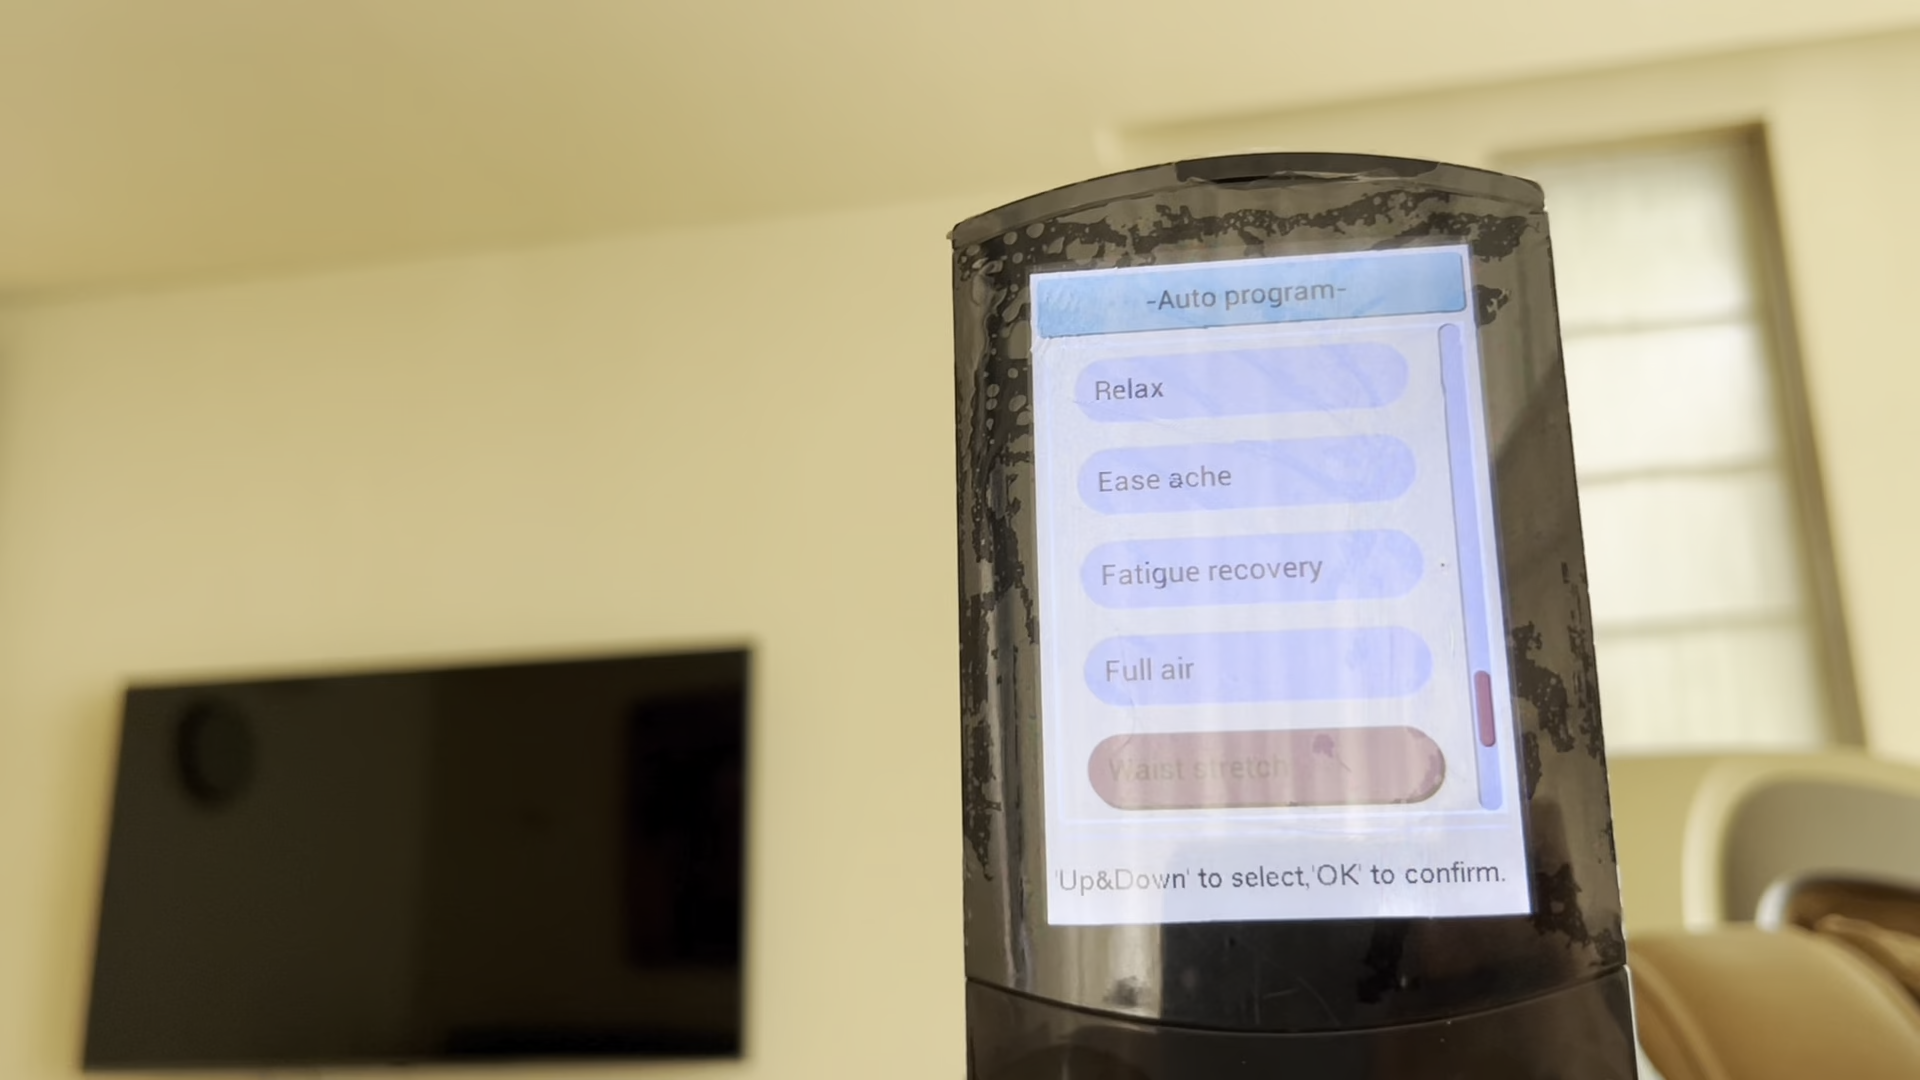 -Auto program-
Relax
Ease ache
Fatigue recovery
Full air
Waist stretch
'Up&Down' to select,'OK' to confirm.